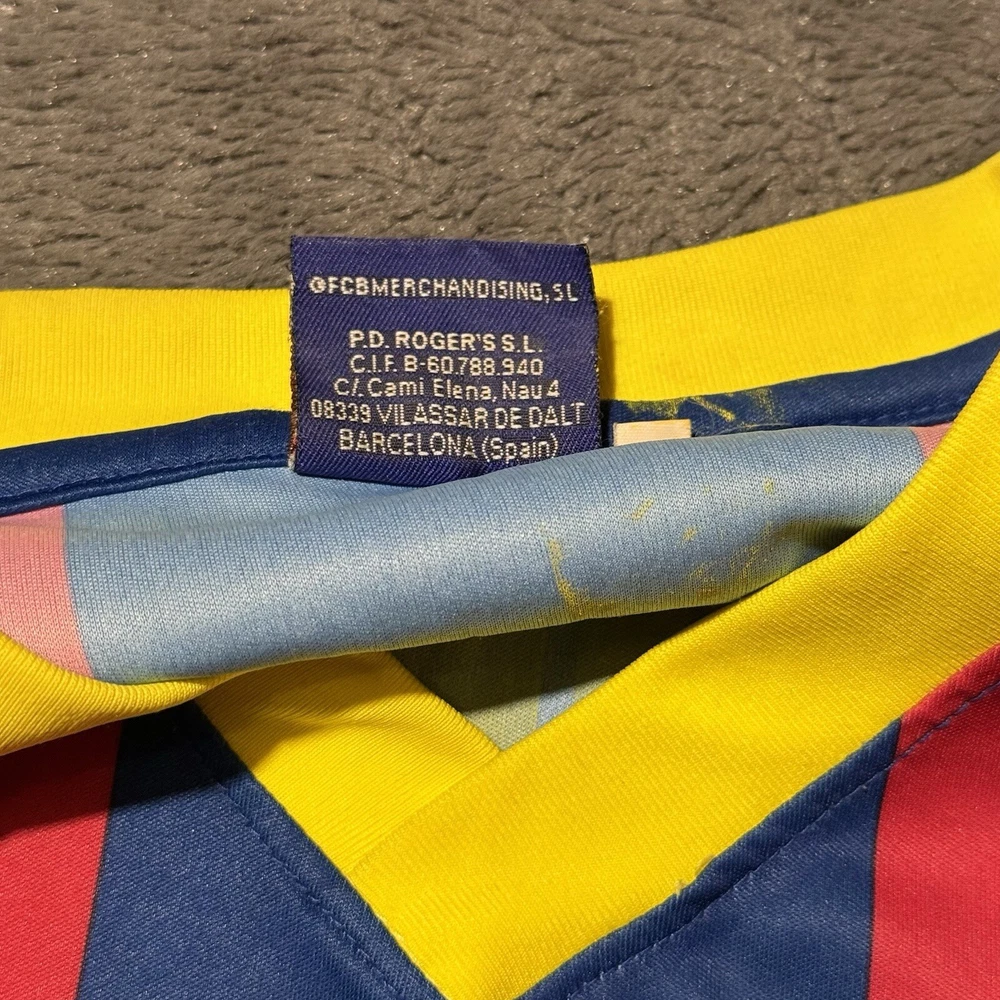 ©FCBMERCHANDISING, SL
P.D. ROGER'S S.L.
C.I.F. B-60.788.940
C/. Cami Elena, Nau 4
08339 VILASSAR DE DALT
BARCELONA (Spain)